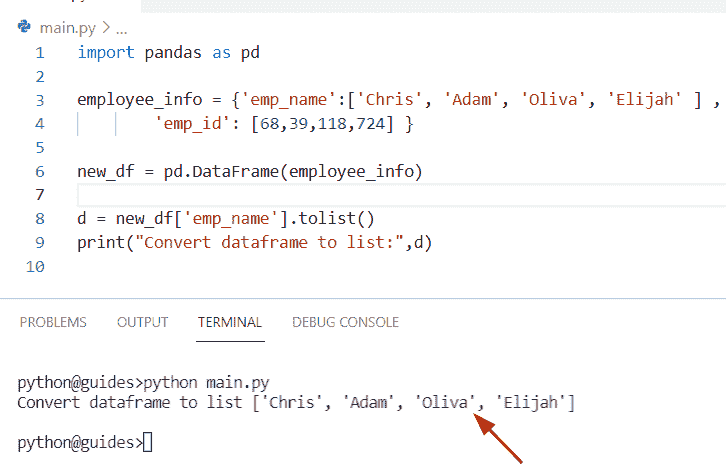 main.py > ...
1 import pandas as pd
2
3 employee_info = {'emp_name':['Chris', 'Adam', 'Oliva', 'Elijah' ] ,
4 'emp_id': [68,39,118,724] }
5
6 new_df = pd.DataFrame(employee_info)
7
8 d = new_df['emp_name'].tolist()
9 print("Convert dataframe to list:",d)
10
PROBLEMS OUTPUT TERMINAL DEBUG CONSOLE
python@guides>python main.py
Convert dataframe to list ['Chris', 'Adam', 'Oliva', 'Elijah']
python@guides>